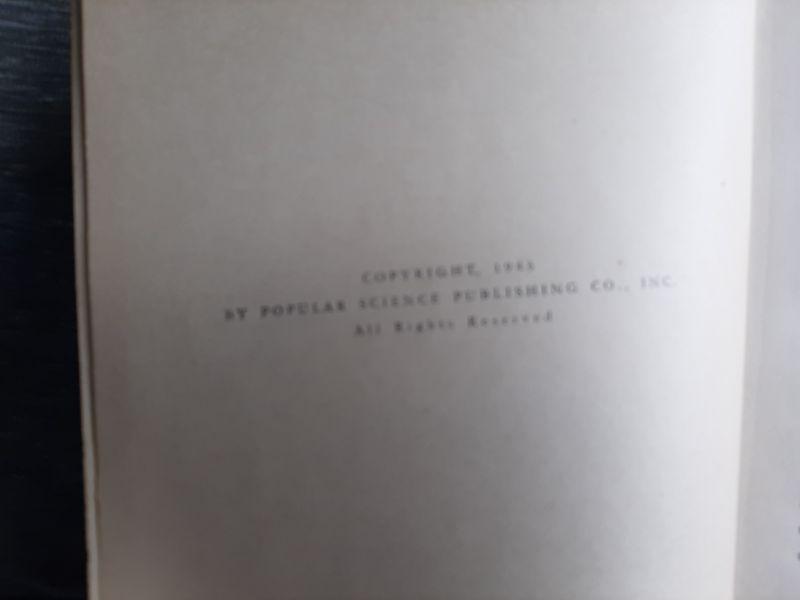 COPYRIGHT,
BY POPULAR SCIENCE PUBLISHING CO., INC.
All Rights Reserved